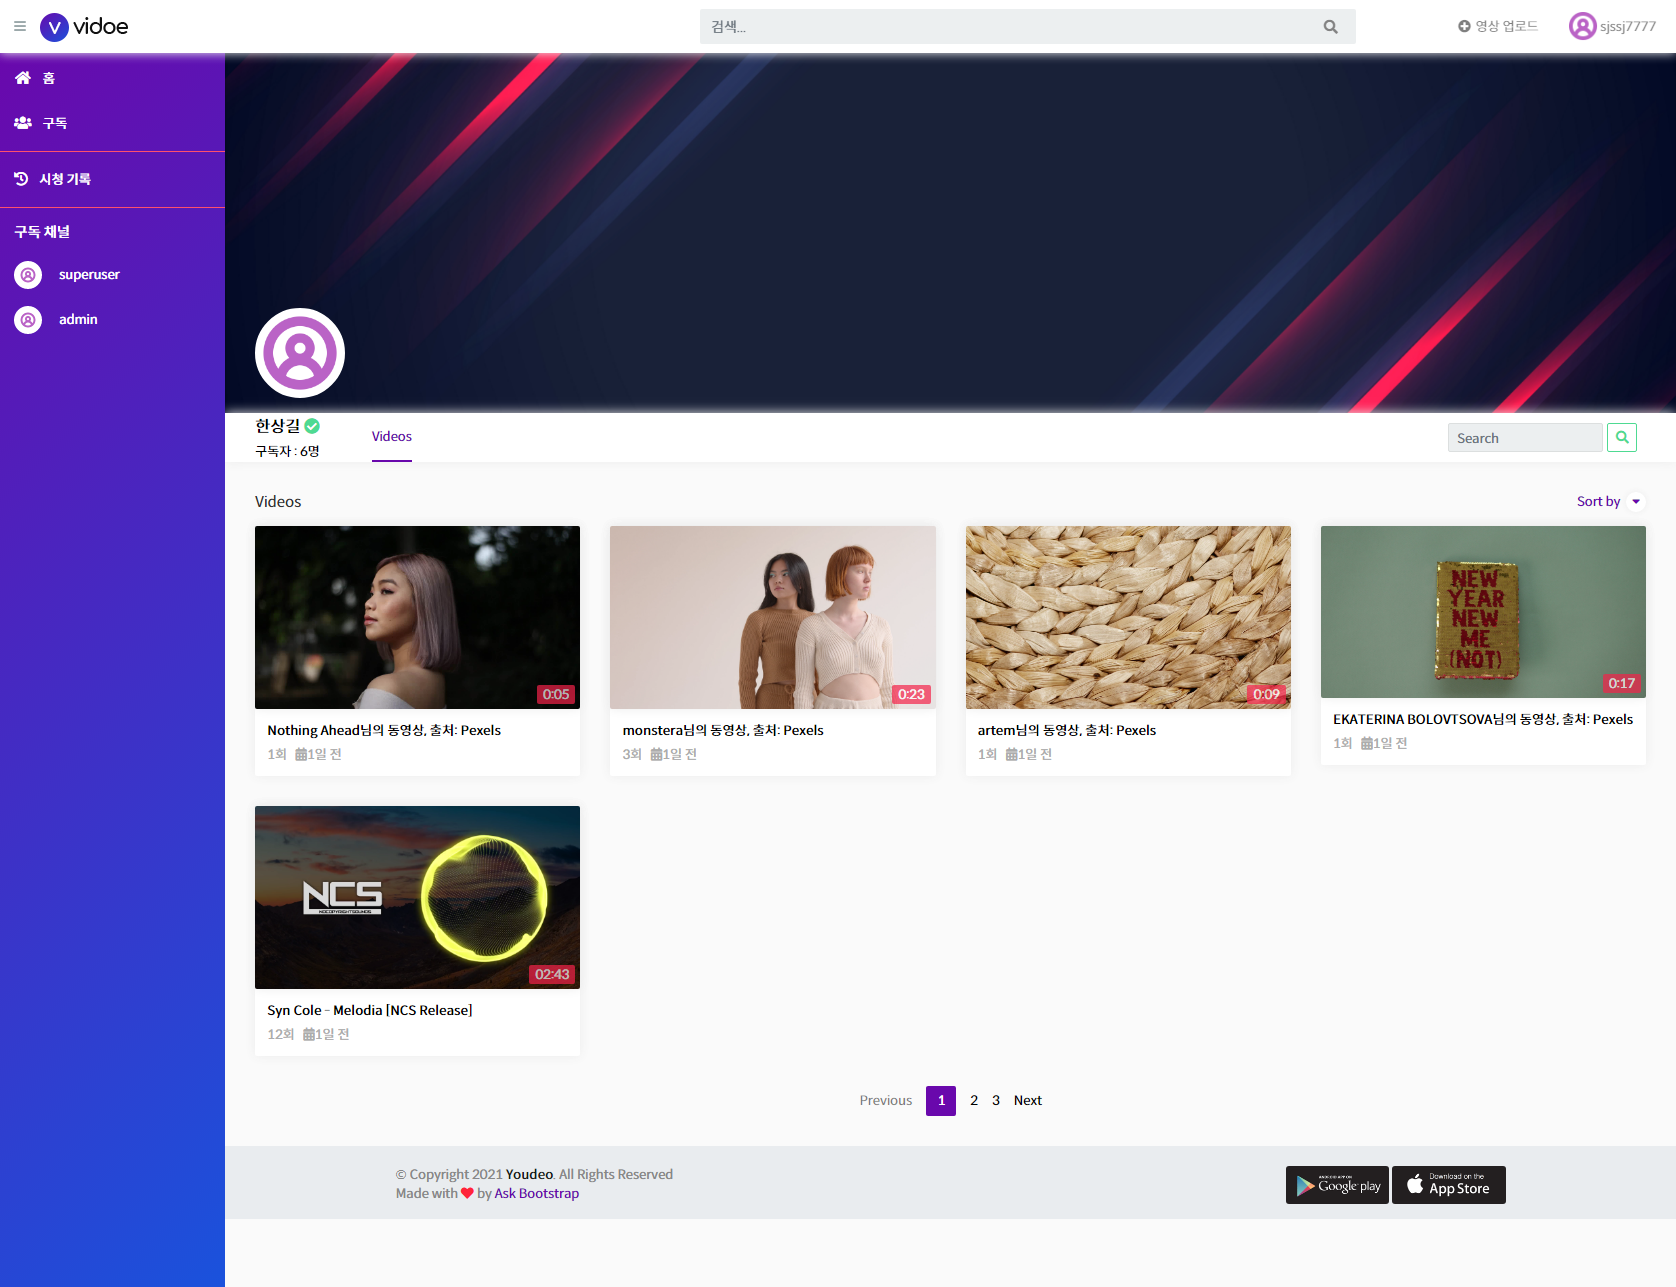 vidoe
검색...
영상 업로드
sjssj7777
홈
구독
시청 기록
구독 채널
superuser
admin
한상길
구독자 : 6명
Videos
Search
Videos
Sort by
0:05
Nothing Ahead님의 동영상, 출처: Pexels
1회 1일 전
0:23
monstera님의 동영상, 출처: Pexels
3회 1일 전
0:09
artem님의 동영상, 출처: Pexels
1회 1일 전
NEW
YEAR
NEW
ME
(NOT)
0:17
EKATERINA BOLOVTSOVA님의 동영상, 출처: Pexels
1회 1일 전
NCS
NOCOPYRIGHTSOUNDS
02:43
Syn Cole - Melodia [NCS Release]
12회 1일 전
Previous 1 2 3 Next
© Copyright 2021 Youdeo. All Rights Reserved
Made with by Ask Bootstrap
ANDROID APP ON
Google play
Download on the
App Store